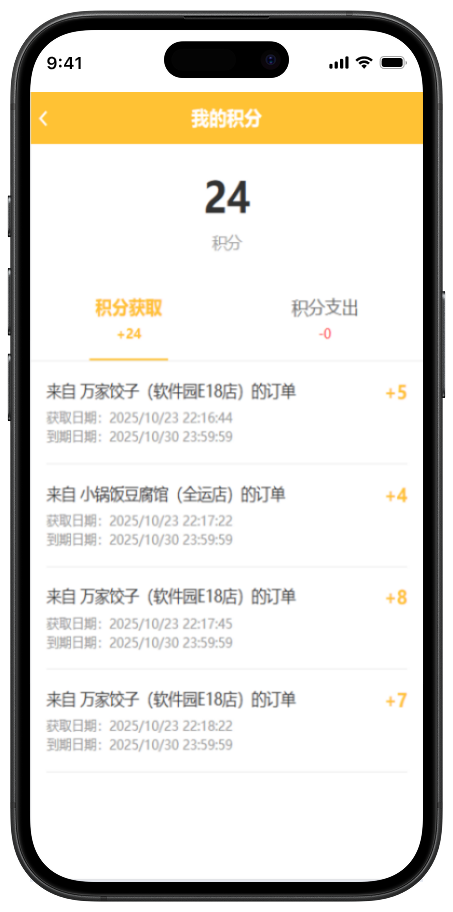 9:41
我的积分
24
积分
积分获取
+24
积分支出
-0
来自 万家饺子（软件园E18店）的订单
+5
获取日期：2025/10/23 22:16:44
到期日期：2025/10/30 23:59:59
来自 小锅饭豆腐馆（全运店）的订单
+4
获取日期：2025/10/23 22:17:22
到期日期：2025/10/30 23:59:59
来自 万家饺子（软件园E18店）的订单
+8
获取日期：2025/10/23 22:17:45
到期日期：2025/10/30 23:59:59
来自 万家饺子（软件园E18店）的订单
+7
获取日期：2025/10/23 22:18:22
到期日期：2025/10/30 23:59:59